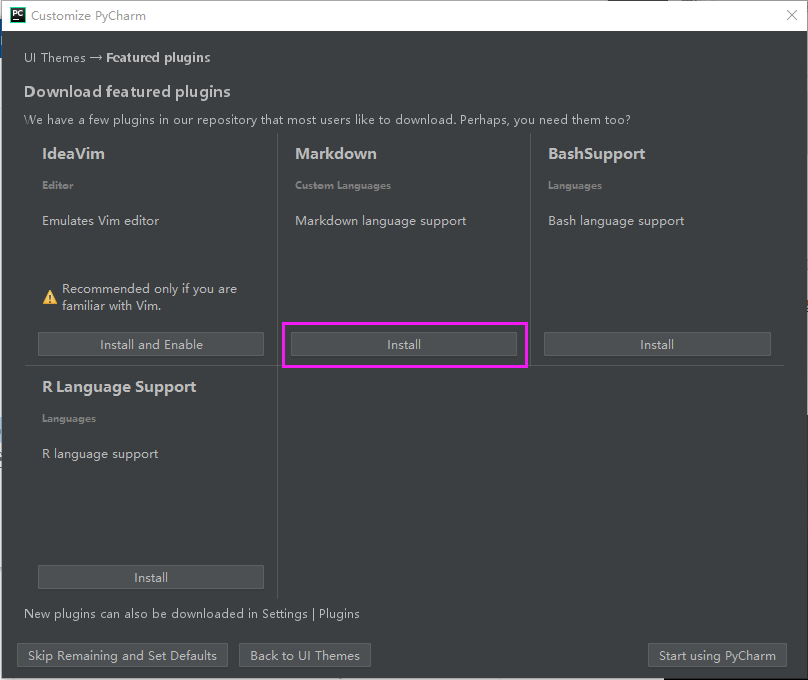 PC
Customize PyCharm
UI Themes → Featured plugins
Download featured plugins
We have a few plugins in our repository that most users like to download. Perhaps, you need them too?
IdeaVim
Editor
Emulates Vim editor
Recommended only if you are
familiar with Vim.
Install and Enable
Markdown
Custom Languages
Markdown language support
Install
BashSupport
Languages
Bash language support
Install
R Language Support
Languages
R language support
Install
New plugins can also be downloaded in Settings | Plugins
Skip Remaining and Set Defaults
Back to UI Themes
Start using PyCharm